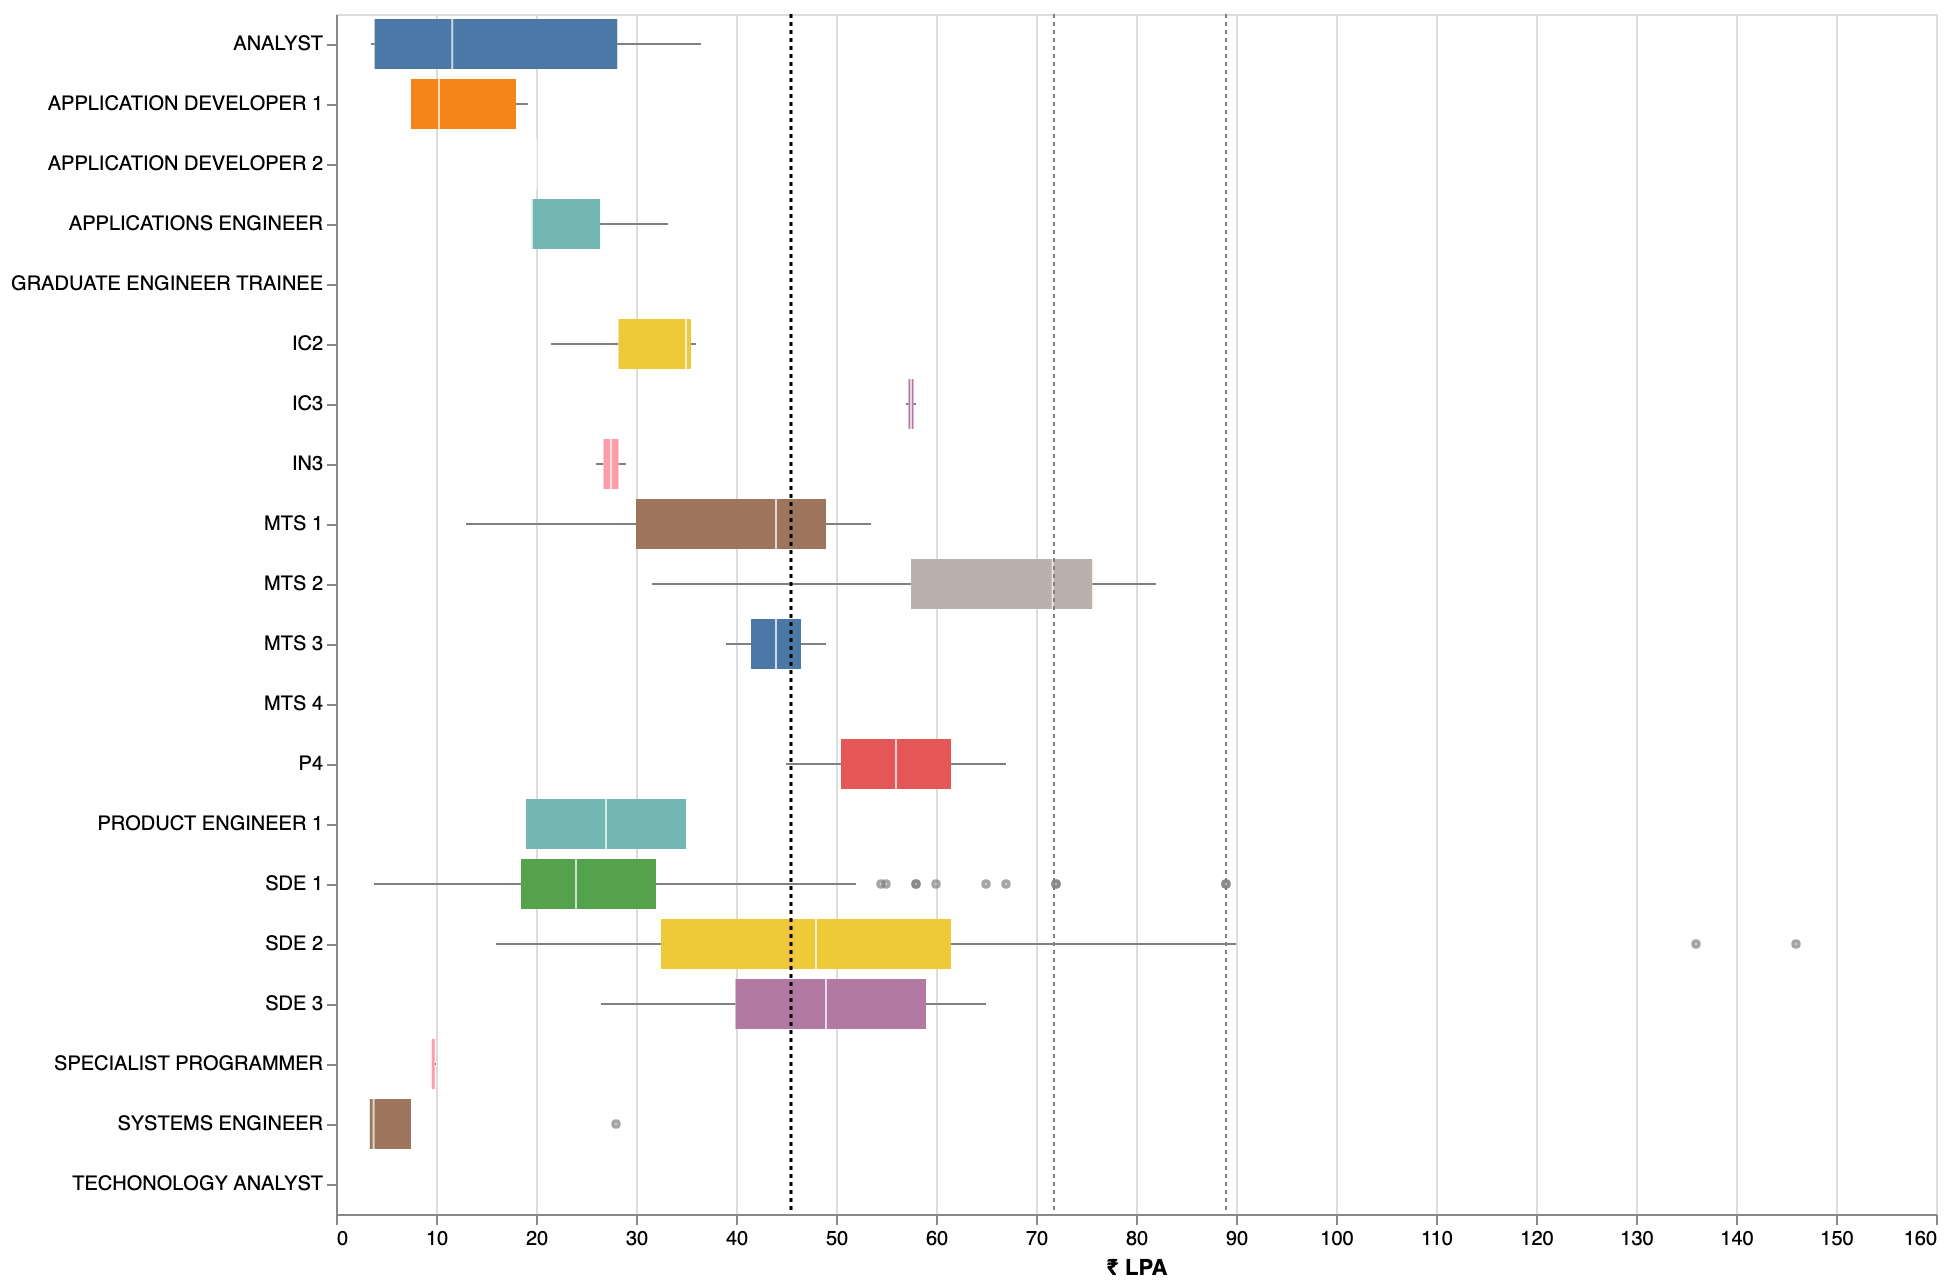 ANALYST
APPLICATION DEVELOPER 1
APPLICATION DEVELOPER 2
APPLICATIONS ENGINEER
GRADUATE ENGINEER TRAINEE
IC2
IC3
IN3
MTS 1
MTS 2
MTS 3
MTS 4
P4
PRODUCT ENGINEER 1
SDE 1
SDE 2
SDE 3
SPECIALIST PROGRAMMER
SYSTEMS ENGINEER
TECHONOLOGY ANALYST
0 10 20 30 40 50 60 70 80 90 100 110 120 130 140 150 160
₹ LPA